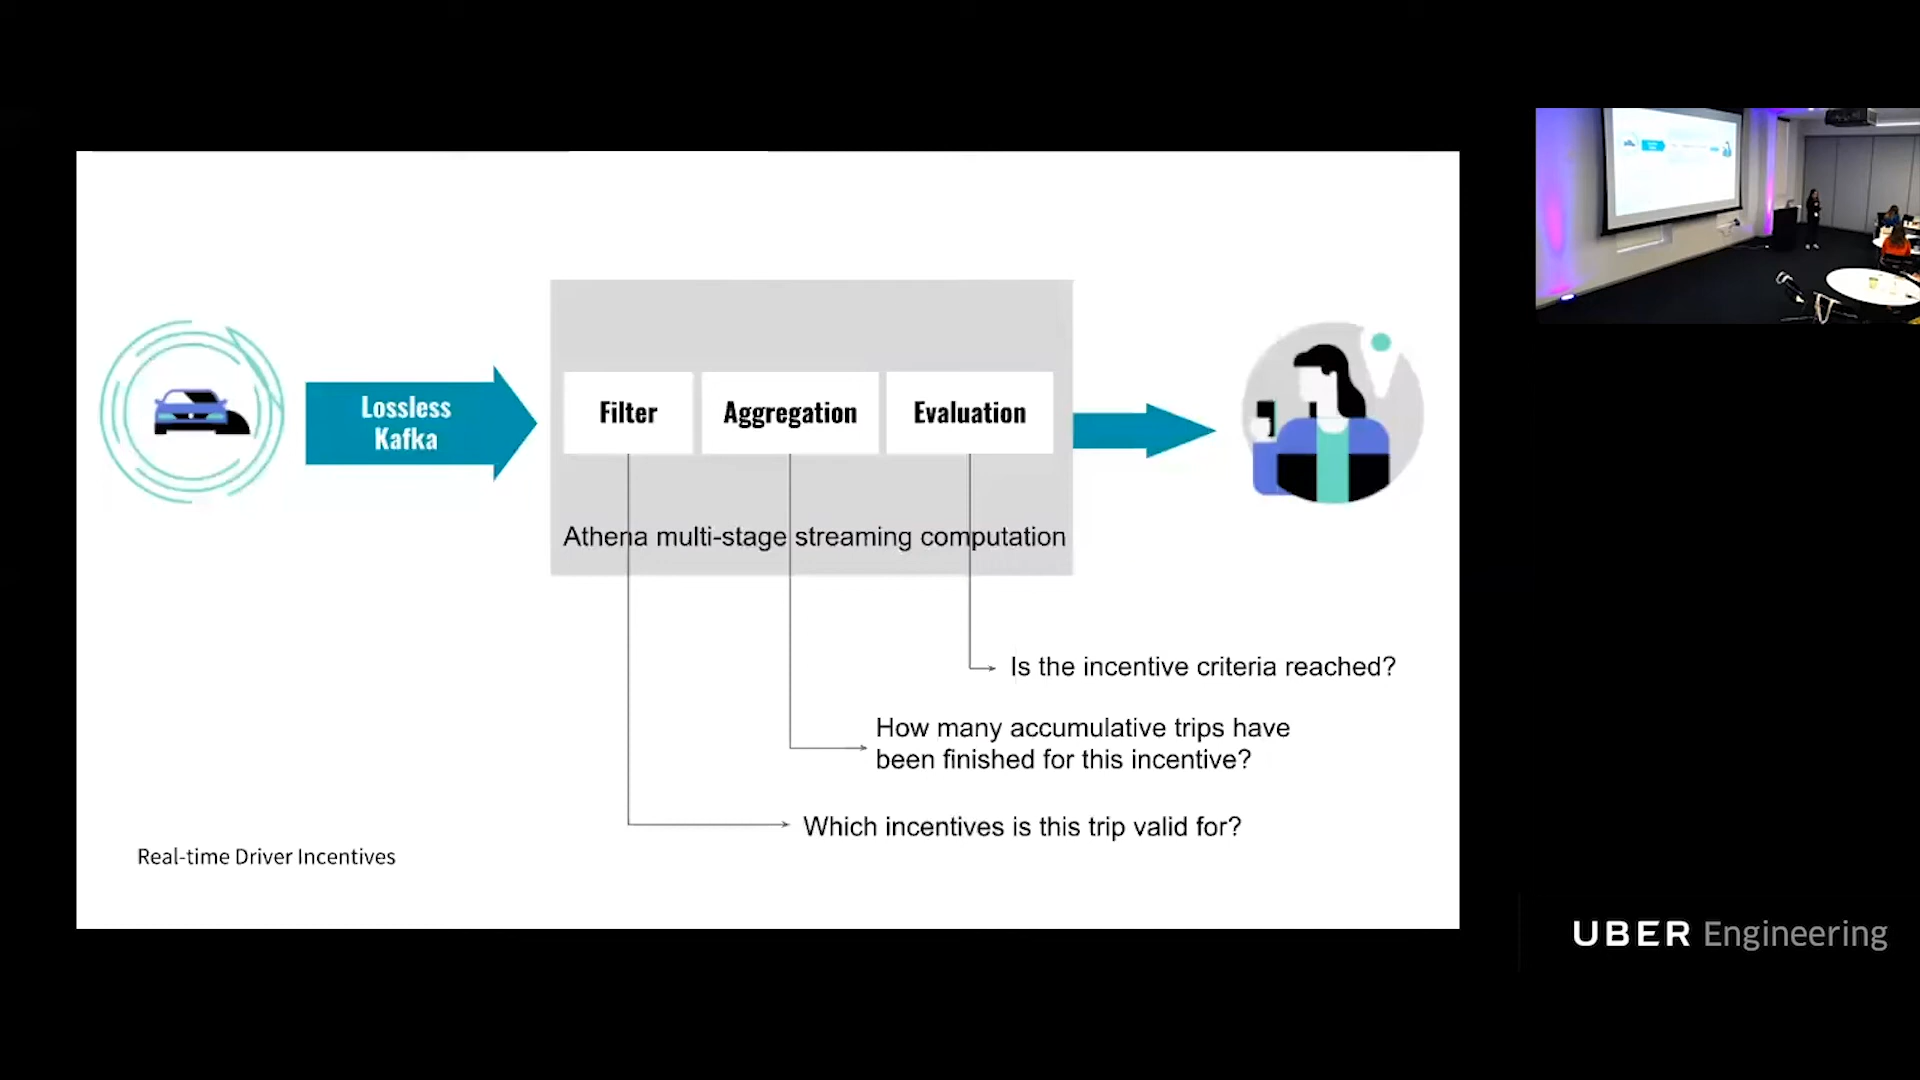 Lossless
Kafka
Filter
Aggregation
Evaluation
Athena multi-stage streaming computation
Is the incentive criteria reached?
How many accumulative trips have
been finished for this incentive?
Which incentives is this trip valid for?
Real-time Driver Incentives
UBER Engineering